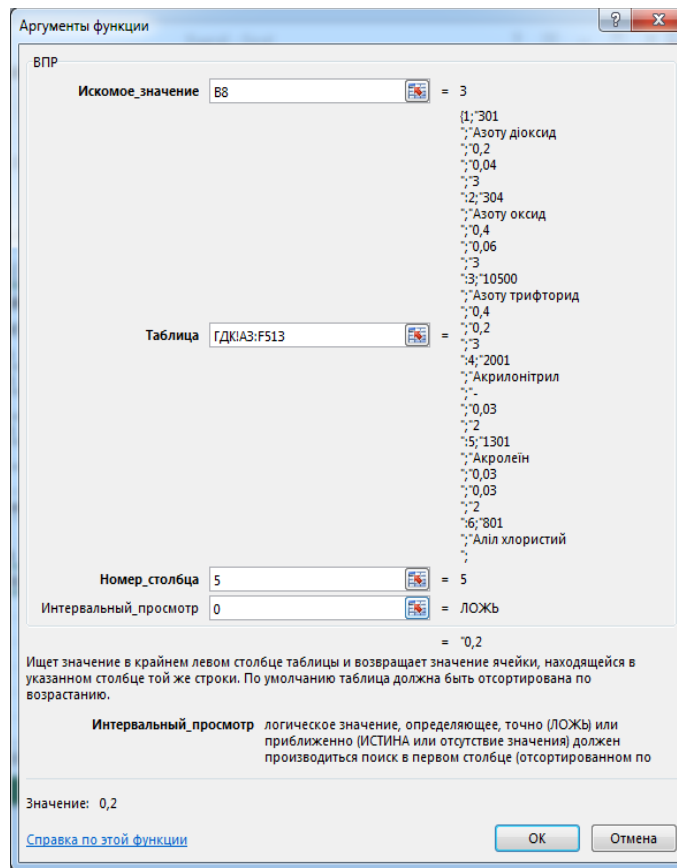 Аргументы функции
ВПР
Искомое_значение B8 = 3
{1;"301
";"Азоту діоксид
";"0,2
";"0,04
";"3
":2;"304
";"Азоту оксид
";"0,4
";"0,06
";"3
":3;"10500
";"Азоту трифторид
";"0,4
Таблица ГДК!A3:F513 = ";"0,2
";"3
":4;"2001
";"Акрилонітрил
";"-
";"0,03
";"2
":5;"1301
";"Акролеїн
";"0,03
";"0,03
";"2
":6;"801
";"Аліл хлористий
";
Номер_столбца 5 = 5
Интервальный_просмотр 0 = ЛОЖЬ
= "0,2
Ищет значение в крайнем левом столбце таблицы и возвращает значение ячейки, находящейся в
указанном столбце той же строки. По умолчанию таблица должна быть отсортирована по
возрастанию.
Интервальный_просмотр логическое значение, определяющее, точно (ЛОЖЬ) или
приближенно (ИСТИНА или отсутствие значения) должен
производиться поиск в первом столбце (отсортированном по
Значение: 0,2
Справка по этой функции ОК Отмена